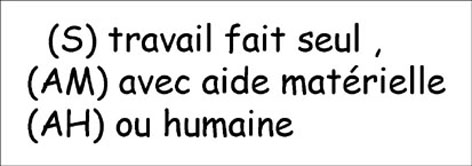 (S) travail fait seul ,
(AM) avec aide matérielle
(AH) ou humaine